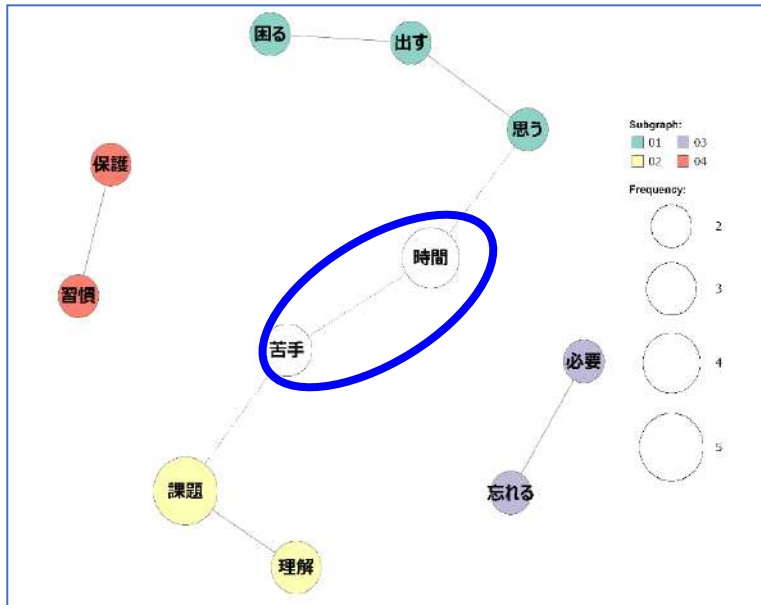 困る
出す
思う
保護
習慣
時間
苦手
必要
忘れる
課題
理解
Subgraph:
01 03
02 04
Frequency:
2
3
4
5